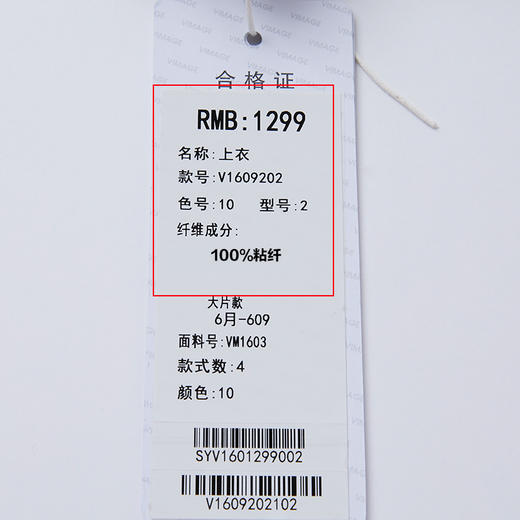 合格证
RMB:1299
名称:上衣
款号:V1609202
色号:10 型号:2
纤维成分:
100%粘纤
大片款
6月-609
面料号:VM1603
款式数:4
颜色:10
SYV1601299002
V1609202102